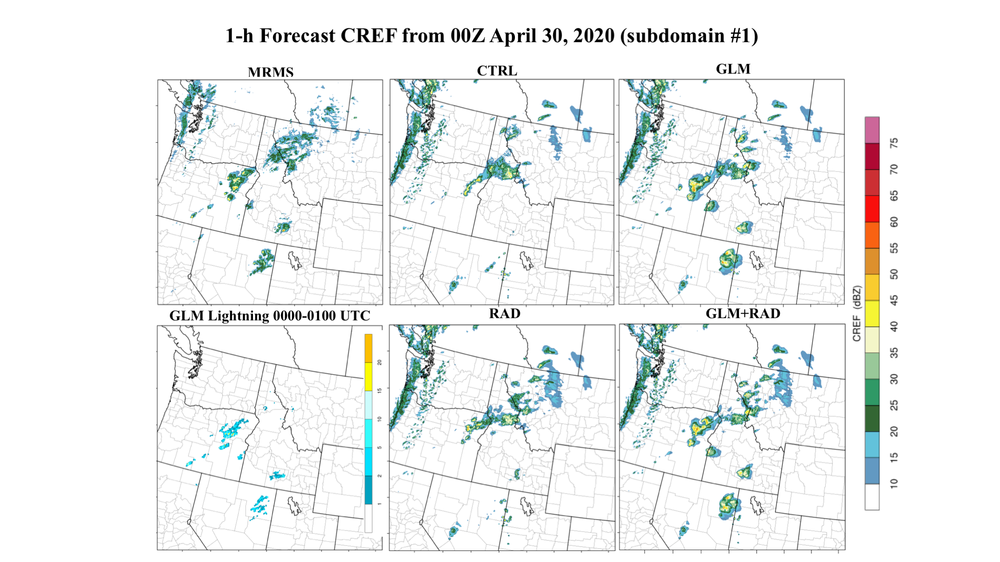 1-h Forecast CREF from 00Z April 30, 2020 (subdomain #1)
MRMS
CTRL
GLM
GLM Lightning 0000-0100 UTC
RAD
GLM+RAD
20
15
10
5
2
1
CREF (dBZ)
75
70
65
60
55
50
45
40
35
30
25
20
15
10